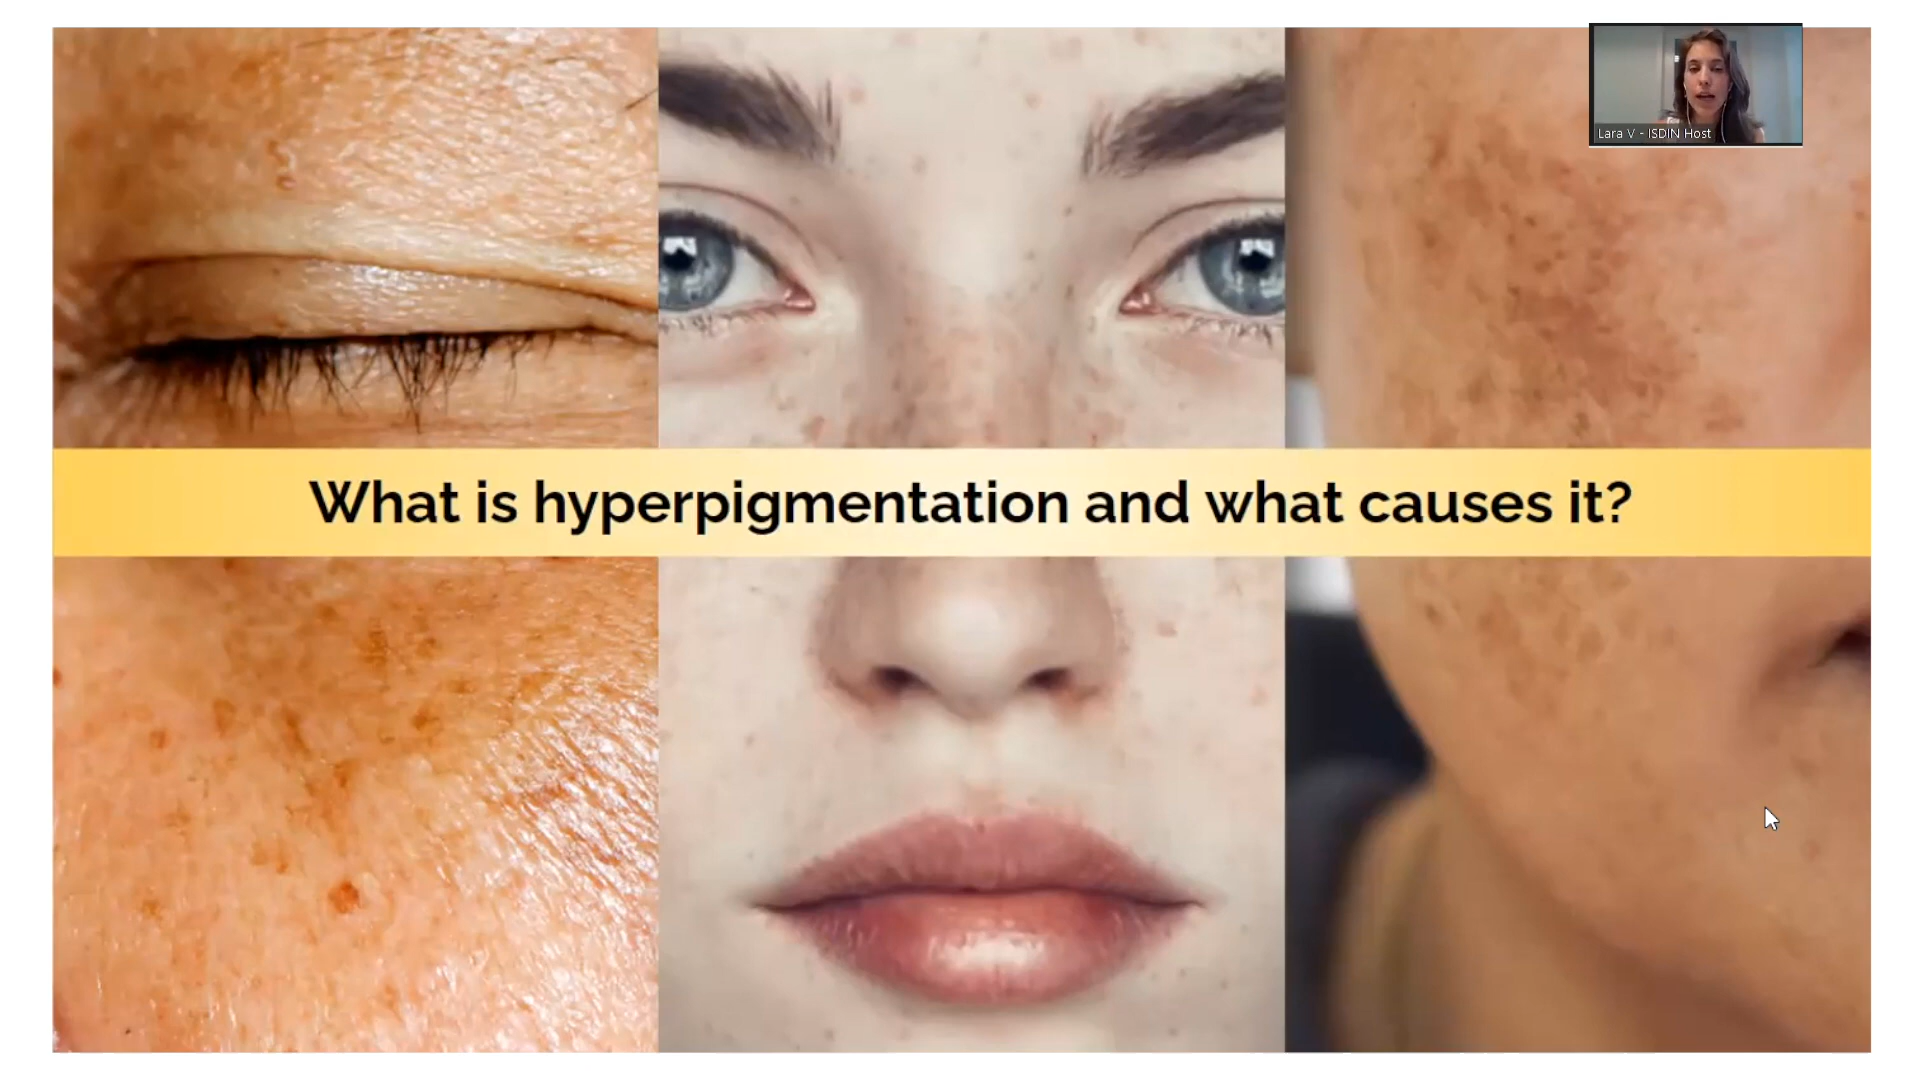 Lara V - ISDIN Host
What is hyperpigmentation and what causes it?